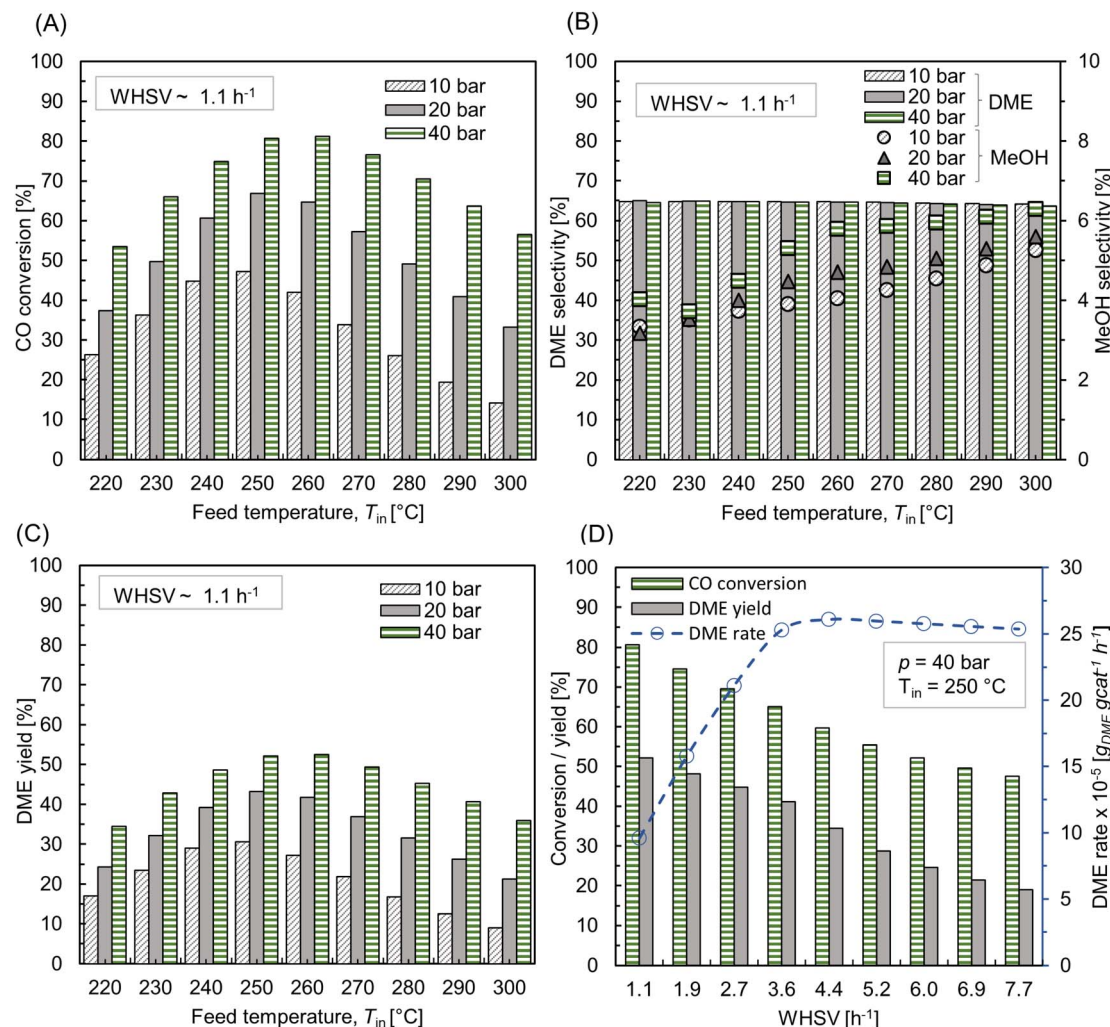 (A)
CO conversion [%]
100
90
80
70
60
50
40
30
20
10
0
WHSV ~ 1.1 h⁻¹
10 bar
20 bar
40 bar
220 230 240 250 260 270 280 290 300
Feed temperature, Tᵢₙ [°C]
(B)
DME selectivity [%]
100
90
80
70
60
50
40
30
20
10
0
WHSV ~ 1.1 h⁻¹
10 bar
20 bar
40 bar
DME
10 bar
20 bar
40 bar
MeOH
10
8
6
4
2
0
MeOH selectivity [%]
220 230 240 250 260 270 280 290 300
Feed temperature, Tᵢₙ [°C]
(C)
DME yield [%]
100
90
80
70
60
50
40
30
20
10
0
WHSV ~ 1.1 h⁻¹
10 bar
20 bar
40 bar
220 230 240 250 260 270 280 290 300
Feed temperature, Tᵢₙ [°C]
(D)
Conversion / yield [%]
100
90
80
70
60
50
40
30
20
10
0
CO conversion
DME yield
DME rate
p = 40 bar
Tᵢₙ = 250 °C
30
25
20
15
10
5
0
DME rate x 10⁻⁵ [g_DME gcat⁻¹ h⁻¹]
1.1 1.9 2.7 3.6 4.4 5.2 6.0 6.9 7.7
WHSV [h⁻¹]